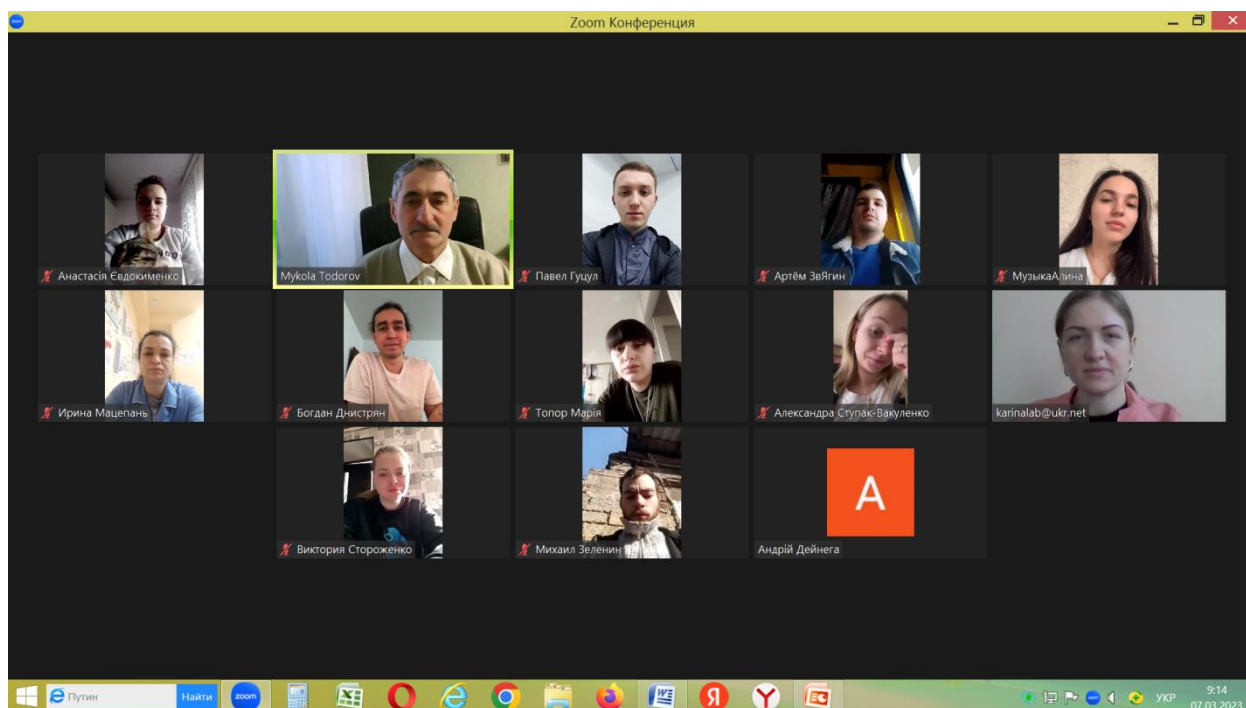 zoom
Zoom Конференция
Анастасія Євдокименко
Mykola Todorov
Павел Гуцул
Артём ЗвЯгин
МузыкаАлина
Ирина Мацепань
Богдан Днистрян
Топор Марія
Александра Ступак-Вакуленко
karinalab@ukr.net
Виктория Стороженко
Михаил Зеленин
A
Андрій Дейнега
Путин
Найти
zoom
Я
Y
УКР
9:14
07.03.2023